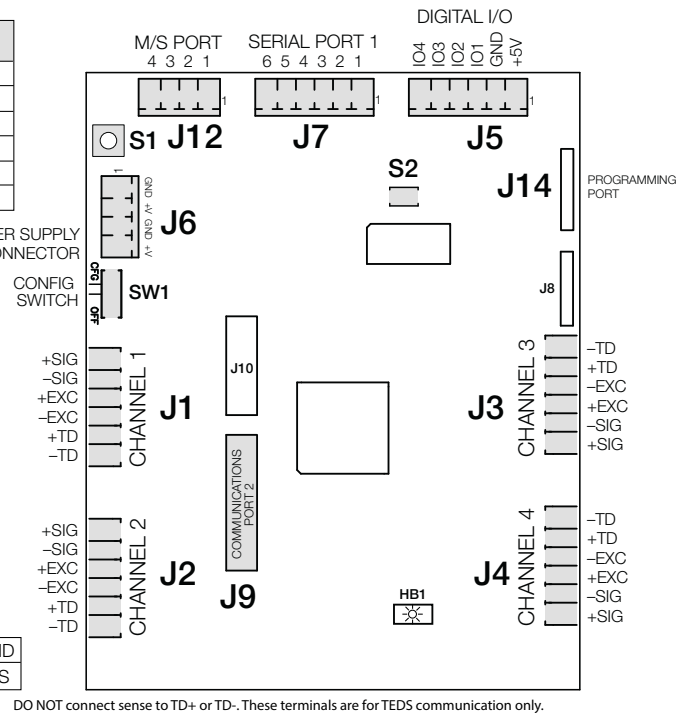 DIGITAL I/O
M/S PORT
SERIAL PORT 1
4 3 2 1
6 5 4 3 2 1
IO4
IO3
IO2
IO1
GND
+5V
1
1
1
S1
J12
J7
J5
S2
J14
PROGRAMMING
PORT
1
GND +V GND +V
J6
ER SUPPLY
ONNECTOR
CONFIG
SWITCH
CFG
OFF
SW1
J8
J10
+SIG
–SIG
+EXC
–EXC
+TD
–TD
CHANNEL 1
J1
J3
CHANNEL 3
–TD
+TD
–EXC
+EXC
–SIG
+SIG
COMMUNICATIONS
PORT 2
J9
+SIG
–SIG
+EXC
–EXC
+TD
–TD
CHANNEL 2
J2
J4
CHANNEL 4
–TD
+TD
–EXC
+EXC
–SIG
+SIG
HB1
ND
S
DO NOT connect sense to TD+ or TD-. These terminals are for TEDS communication only.